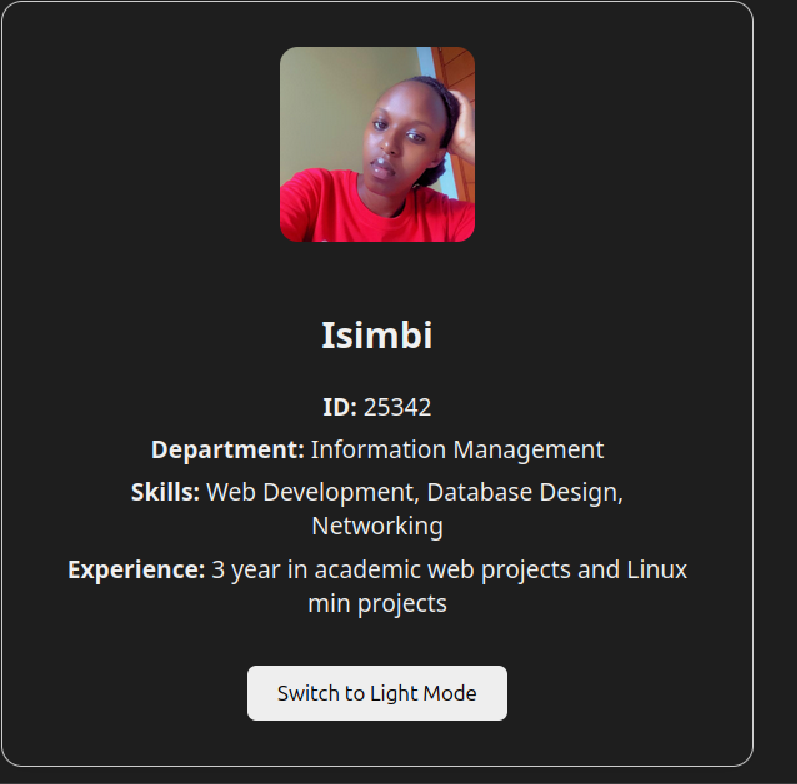 Isimbi
ID: 25342
Department: Information Management
Skills: Web Development, Database Design,
Networking
Experience: 3 year in academic web projects and Linux
min projects
Switch to Light Mode